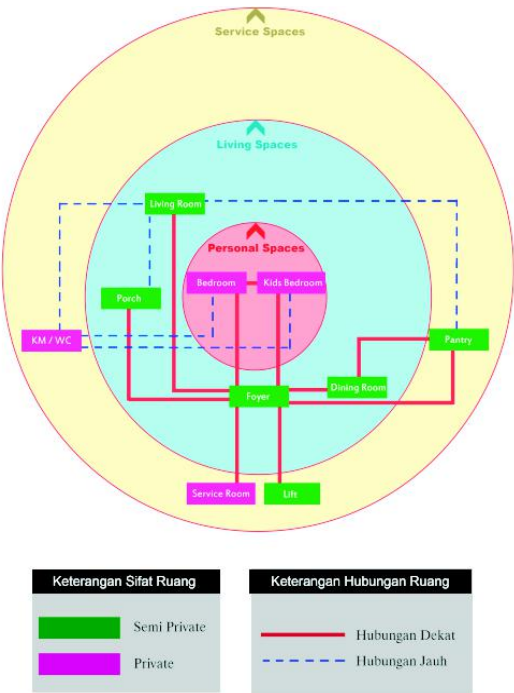 Service Spaces
Living Spaces
Living Room
Personal Spaces
Bedroom
Kids Bedroom
Porch
KM / WC
Pantry
Dining Room
Foyer
Service Room
Lift
Keterangan Sifat Ruang
Semi Private
Private
Keterangan Hubungan Ruang
Hubungan Dekat
Hubungan Jauh